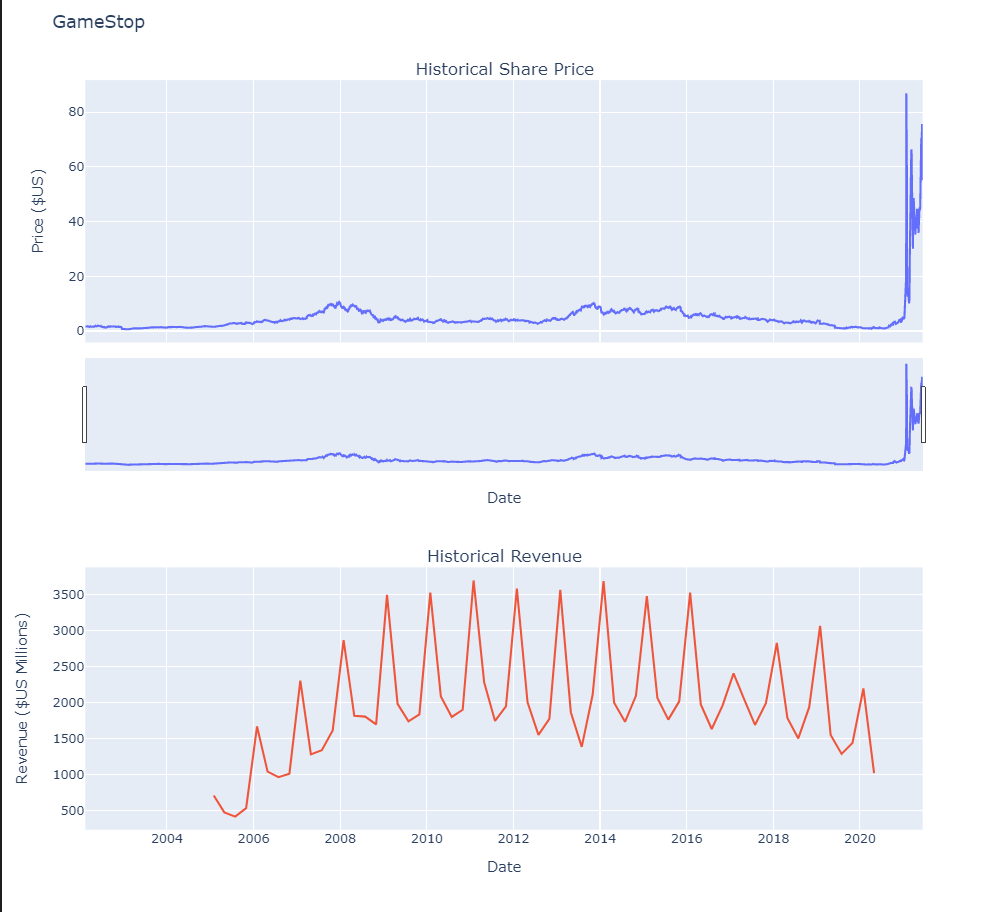 GameStop
Historical Share Price
80
60
40
20
0
Price ($US)
Date
Historical Revenue
3500
3000
2500
2000
1500
1000
500
Revenue ($US Millions)
2004 2006 2008 2010 2012 2014 2016 2018 2020
Date